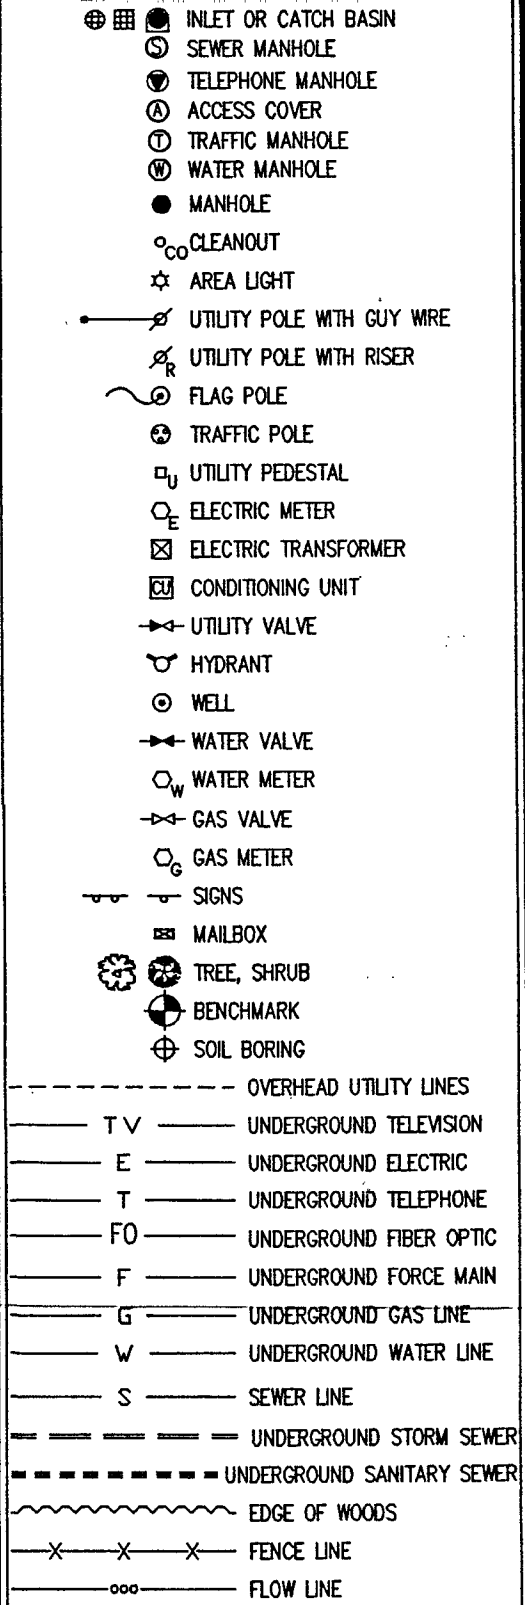 INLET OR CATCH BASIN
S SEWER MANHOLE
TELEPHONE MANHOLE
A ACCESS COVER
T TRAFFIC MANHOLE
W WATER MANHOLE
MANHOLE
CO CLEANOUT
AREA LIGHT
UTILITY POLE WITH GUY WIRE
R UTILITY POLE WITH RISER
FLAG POLE
TRAFFIC POLE
U UTILITY PEDESTAL
E ELECTRIC METER
ELECTRIC TRANSFORMER
CU CONDITIONING UNIT
UTILITY VALVE
HYDRANT
WELL
WATER VALVE
W WATER METER
GAS VALVE
G GAS METER
SIGNS
MAILBOX
TREE, SHRUB
BENCHMARK
SOIL BORING
OVERHEAD UTILITY LINES
TV UNDERGROUND TELEVISION
E UNDERGROUND ELECTRIC
T UNDERGROUND TELEPHONE
FO UNDERGROUND FIBER OPTIC
F UNDERGROUND FORCE MAIN
G UNDERGROUND GAS LINE
W UNDERGROUND WATER LINE
S SEWER LINE
UNDERGROUND STORM SEWER
UNDERGROUND SANITARY SEWER
EDGE OF WOODS
X X X FENCE LINE
FLOW LINE